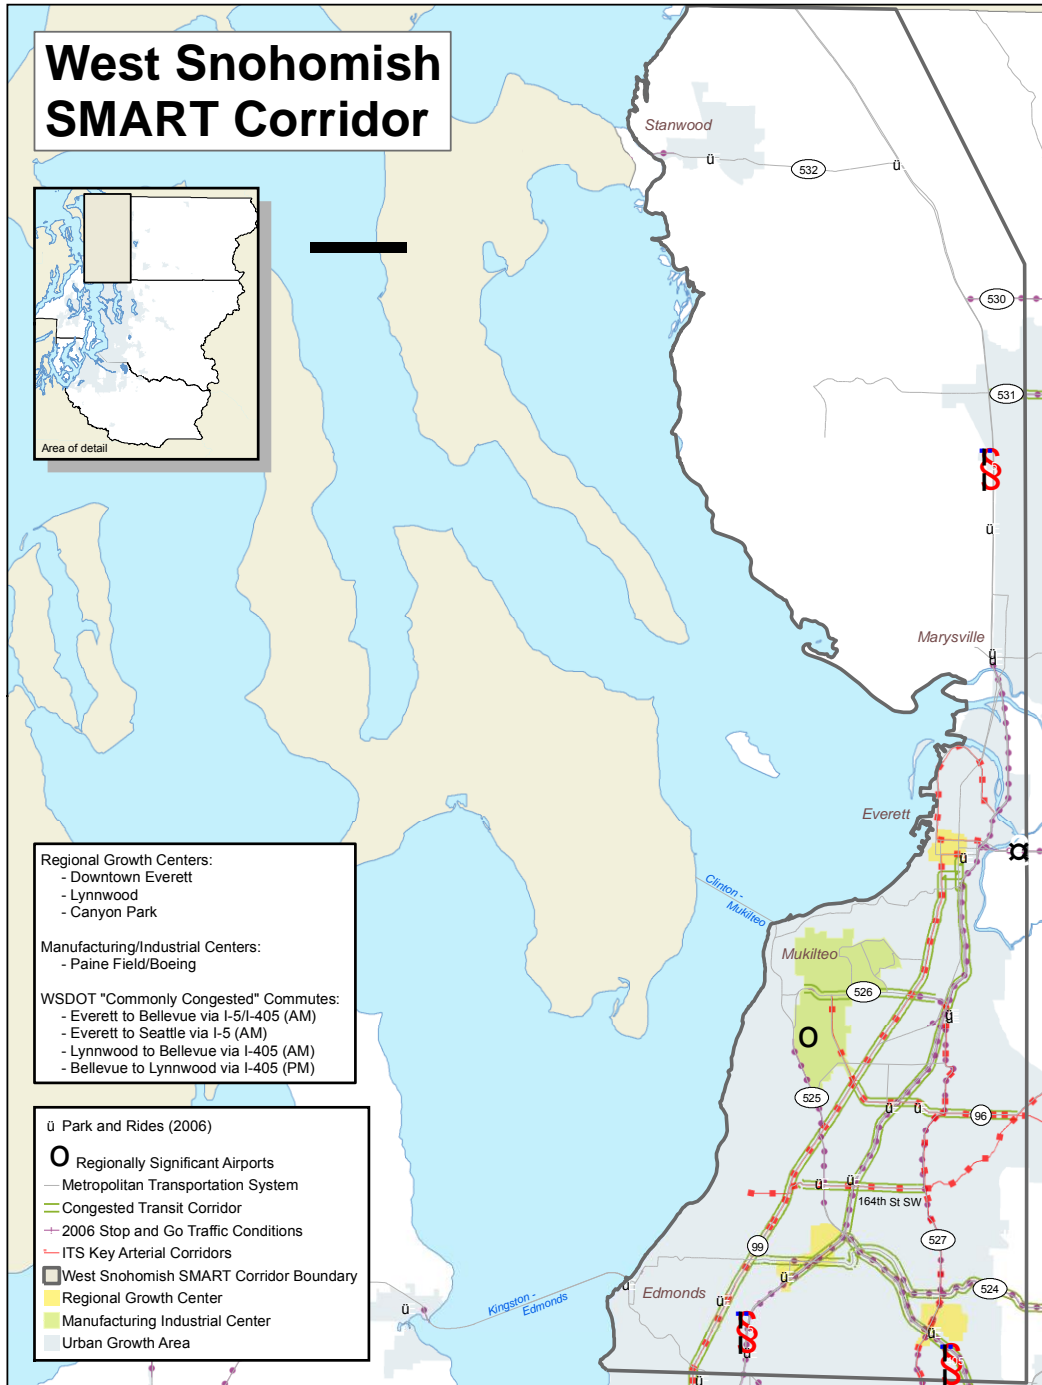 West Snohomish
SMART Corridor
Stanwood
532
530
531
Area of detail
Marysville
Everett
Clinton -
Mukilteo
Mukilteo
526
525
96
164th St SW
527
99
524
Edmonds
Kingston -
Edmonds
Regional Growth Centers:
- Downtown Everett
- Lynnwood
- Canyon Park
Manufacturing/Industrial Centers:
- Paine Field/Boeing
WSDOT "Commonly Congested" Commutes:
- Everett to Bellevue via I-5/I-405 (AM)
- Everett to Seattle via I-5 (AM)
- Lynnwood to Bellevue via I-405 (AM)
- Bellevue to Lynnwood via I-405 (PM)
ü Park and Rides (2006)
O Regionally Significant Airports
Metropolitan Transportation System
Congested Transit Corridor
2006 Stop and Go Traffic Conditions
ITS Key Arterial Corridors
West Snohomish SMART Corridor Boundary
Regional Growth Center
Manufacturing Industrial Center
Urban Growth Area